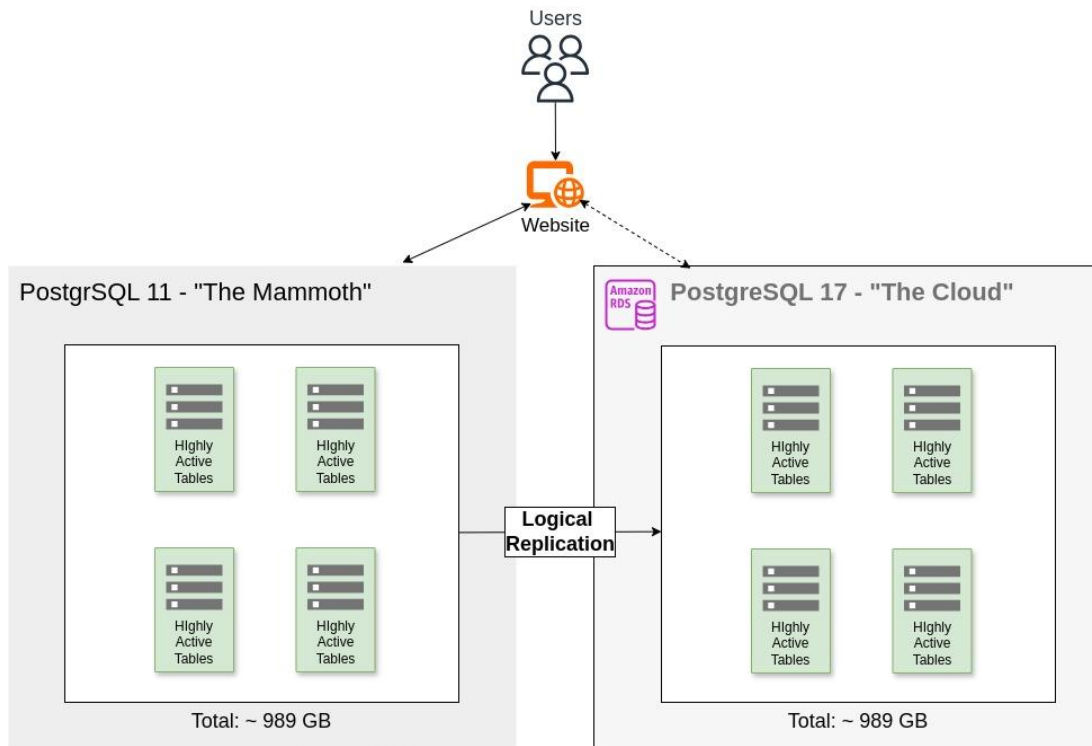 Users
Website
PostgrSQL 11 - "The Mammoth"
Amazon
RDS
PostgreSQL 17 - "The Cloud"
HIghly
Active
Tables
HIghly
Active
Tables
HIghly
Active
Tables
HIghly
Active
Tables
Logical
Replication
HIghly
Active
Tables
HIghly
Active
Tables
HIghly
Active
Tables
HIghly
Active
Tables
Total: ~ 989 GB
Total: ~ 989 GB